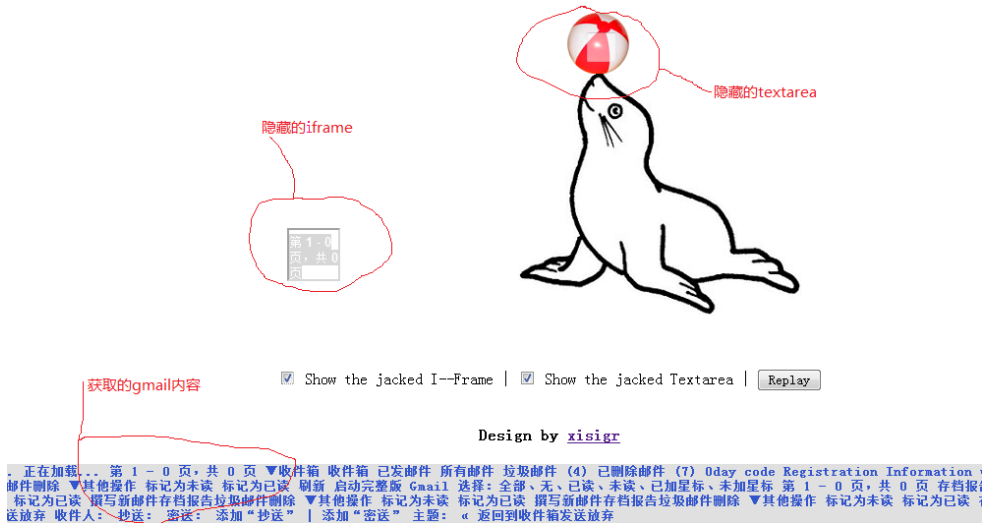 隐藏的textarea
隐藏的iframe
第 1 - 0
页，共 0
页
获取的gmail内容
Show the jacked I--Frame | Show the jacked Textarea | Replay
Design by xisigr
. 正在加载... 第 1 - 0 页，共 0 页 ▼收件箱 收件箱 已发邮件 所有邮件 垃圾邮件 (4) 已删除邮件 (7) 0day code Registration Information
邮件删除 ▼其他操作 标记为未读 标记为已读 刷新 启动完整版 Gmail 选择：全部、无、已读、未读、已加星标、未加星标 第 1 - 0 页，共 0 页 存档报
标记为已读 撰写新邮件存档报告垃圾邮件删除 ▼其他操作 标记为未读 标记为已读 撰写新邮件存档报告垃圾邮件删除 ▼其他操作 标记为未读 标记为已读
送放弃 收件人： 抄送： 密送： 添加“抄送” | 添加“密送” 主题： « 返回到收件箱发送放弃